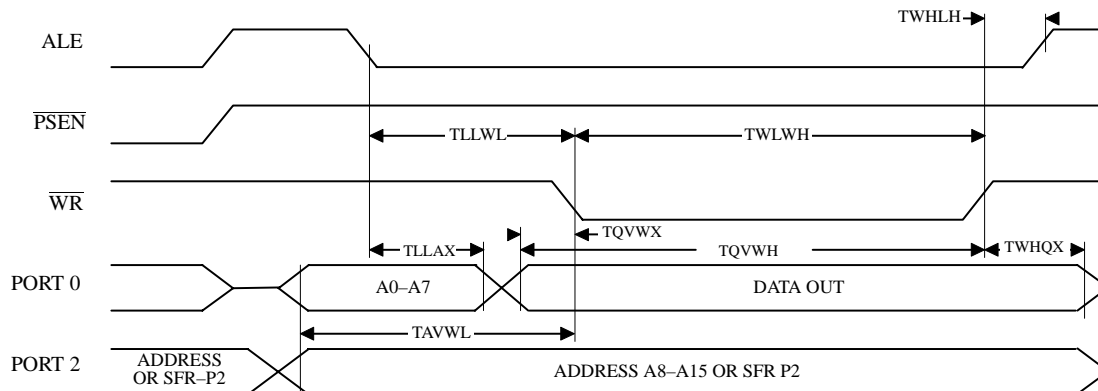 TWHLH
ALE
PSEN
TLLWL
TWLWH
WR
TQVWX
TLLAX
TQVWH
TWHQX
PORT 0
A0–A7
DATA OUT
TAVWL
PORT 2
ADDRESS
OR SFR–P2
ADDRESS A8–A15 OR SFR P2